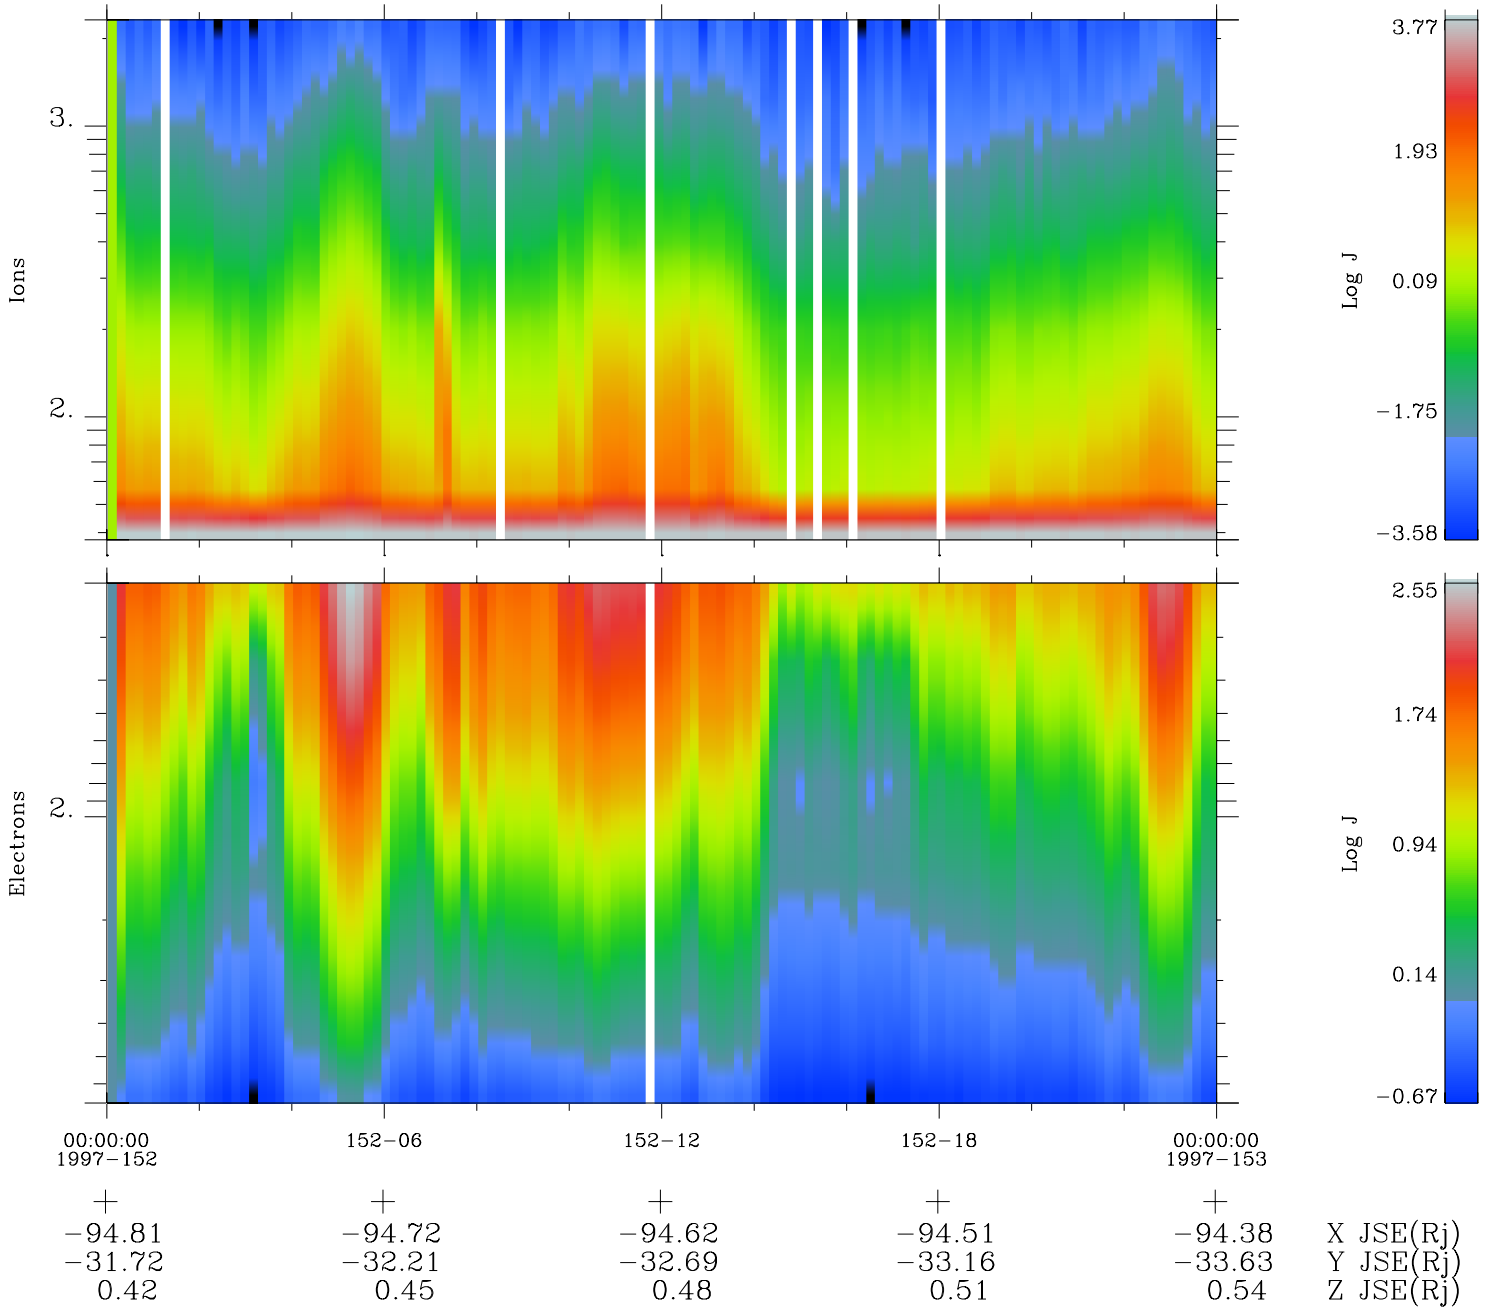 3.
2.
Ions
3.77
1.93
0.09
−1.75
−3.58
Log J
2.
Electrons
2.55
1.74
0.94
0.14
−0.67
Log J
00:00:00 152−06 152−12 152−18 00:00:00
1997−152 1997−153
−94.81 −94.72 −94.62 −94.51 −94.38 X JSE(Rj)
−31.72 −32.21 −32.69 −33.16 −33.63 Y JSE(Rj)
0.42 0.45 0.48 0.51 0.54 Z JSE(Rj)